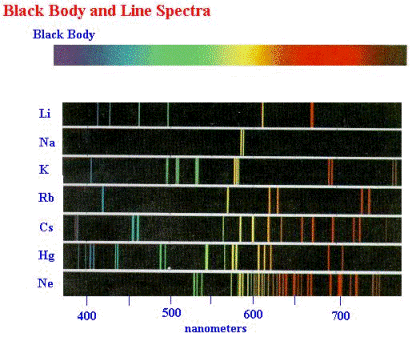 Black Body and Line Spectra
Black Body
Li
Na
K
Rb
Cs
Hg
Ne
400 500 600 700
nanometers